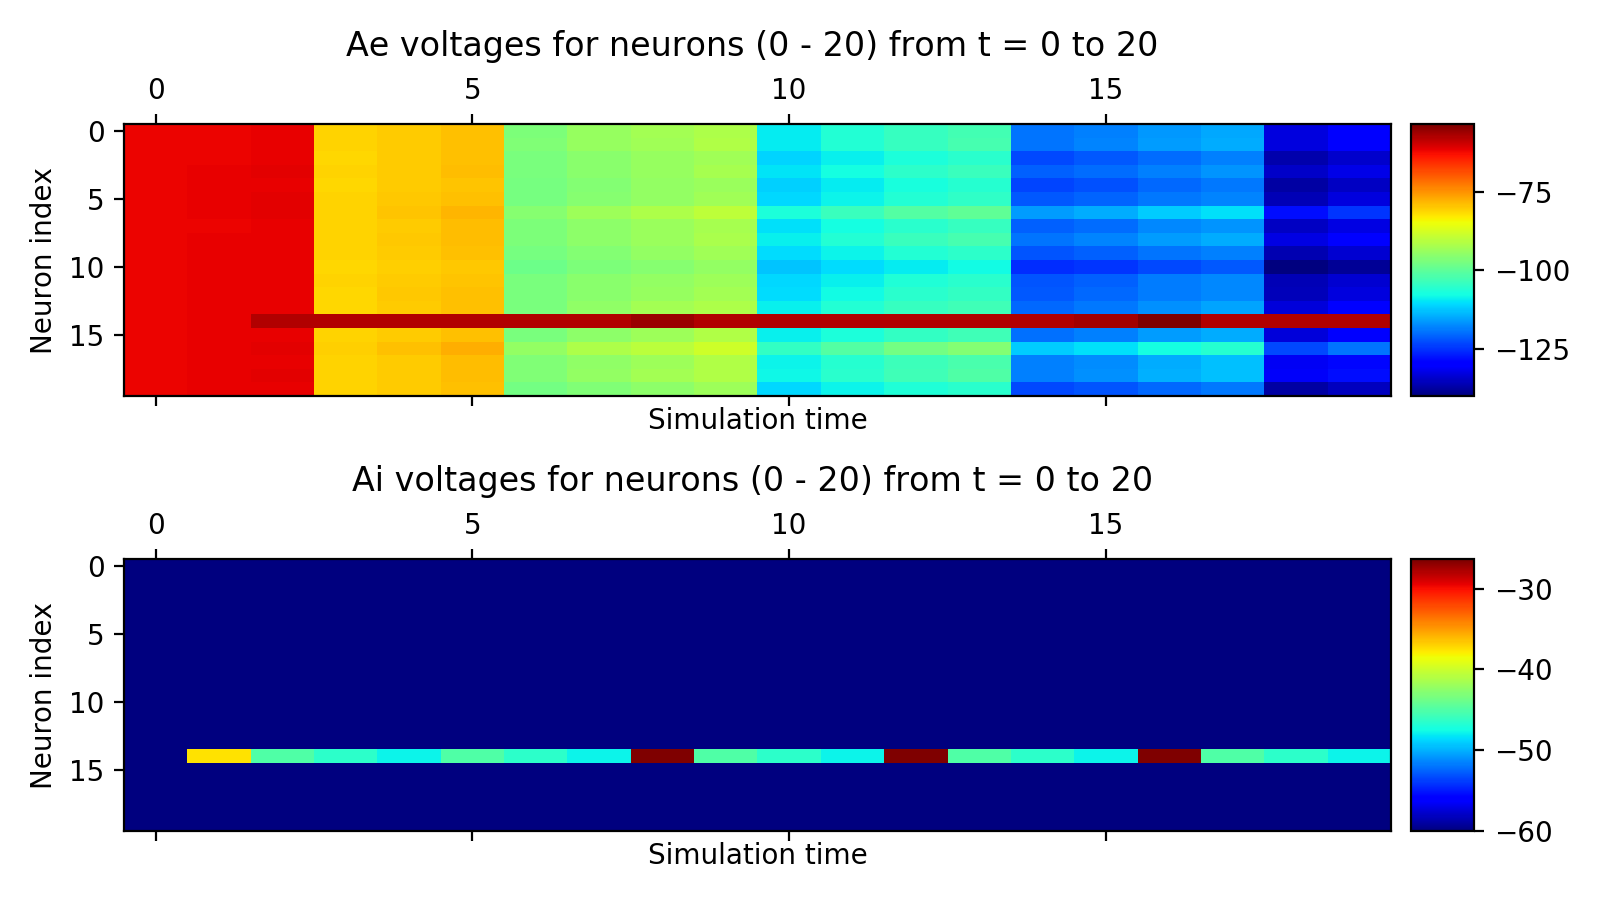 Ae voltages for neurons (0 - 20) from t = 0 to 20
0 5 10 15
Neuron index
0
5
10
15
Simulation time
−75
−100
−125
Ai voltages for neurons (0 - 20) from t = 0 to 20
0 5 10 15
Neuron index
0
5
10
15
Simulation time
−30
−40
−50
−60